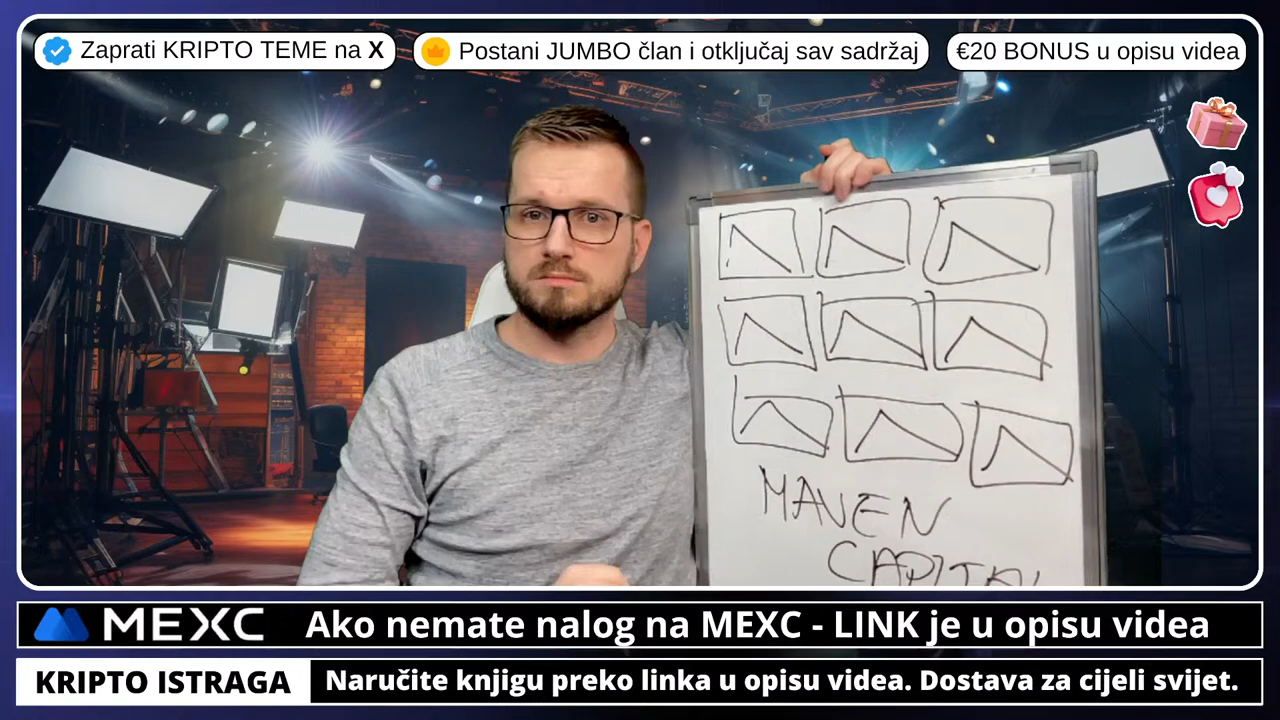 Zaprati KRIPTO TEME na X
Postani JUMBO član i otključaj sav sadržaj
€20 BONUS u opisu videa
MAVEN
CAPITAL
MEXC
Ako nemate nalog na MEXC - LINK je u opisu videa
KRIPTO ISTRAGA
Naručite knjigu preko linka u opisu videa. Dostava za cijeli svijet.